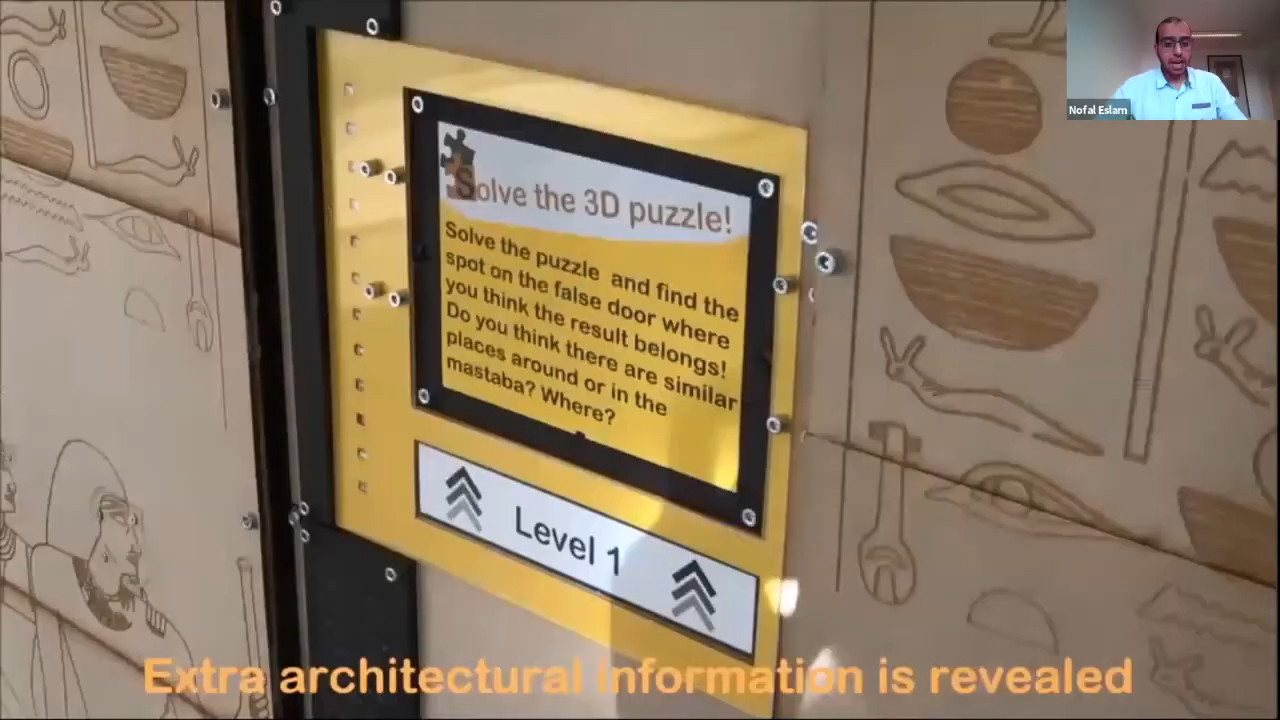 Nofal Eslam
Solve the 3D puzzle!
Solve the puzzle and find the
spot on the false door where
you think the result belongs!
Do you think there are similar
places around or in the
mastaba? Where?
Level 1
Extra architectural information is revealed